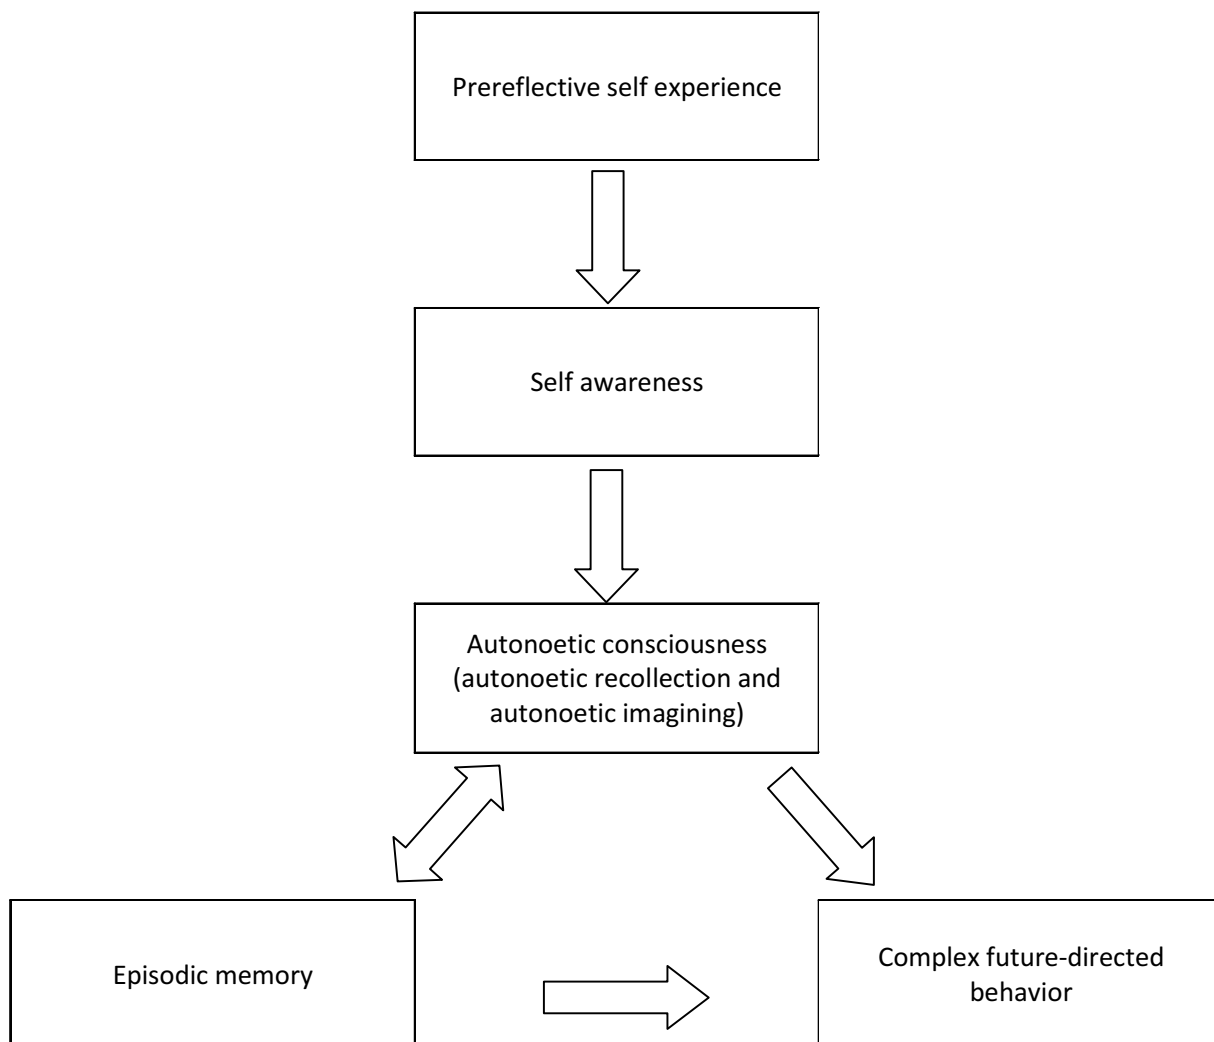 Prereflective self experience
Self awareness
Autonoetic consciousness
(autonoetic recollection and
autonoetic imagining)
Episodic memory
Complex future-directed
behavior